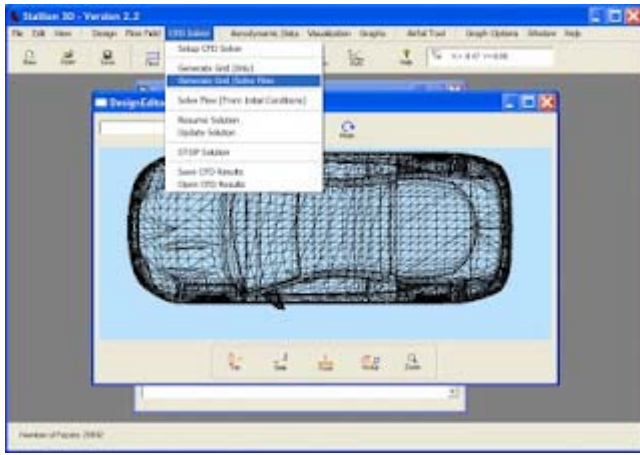 Stallion 3D - Version 2.2
File Edit View Design Flow Field CFD Solver Aerodynamic Data Visualization Graphs Airfoil Tool Graph Options Window Help
Setup CFD Solver
Generate Grid (Only)
Generate Grid /Solve Flow
Solve Flow (From Initial Conditions)
Resume Solution
Update Solution
STOP Solution
Save CFD Results
Open CFD Results
DesignEdito
Zoom
Number of Facets: